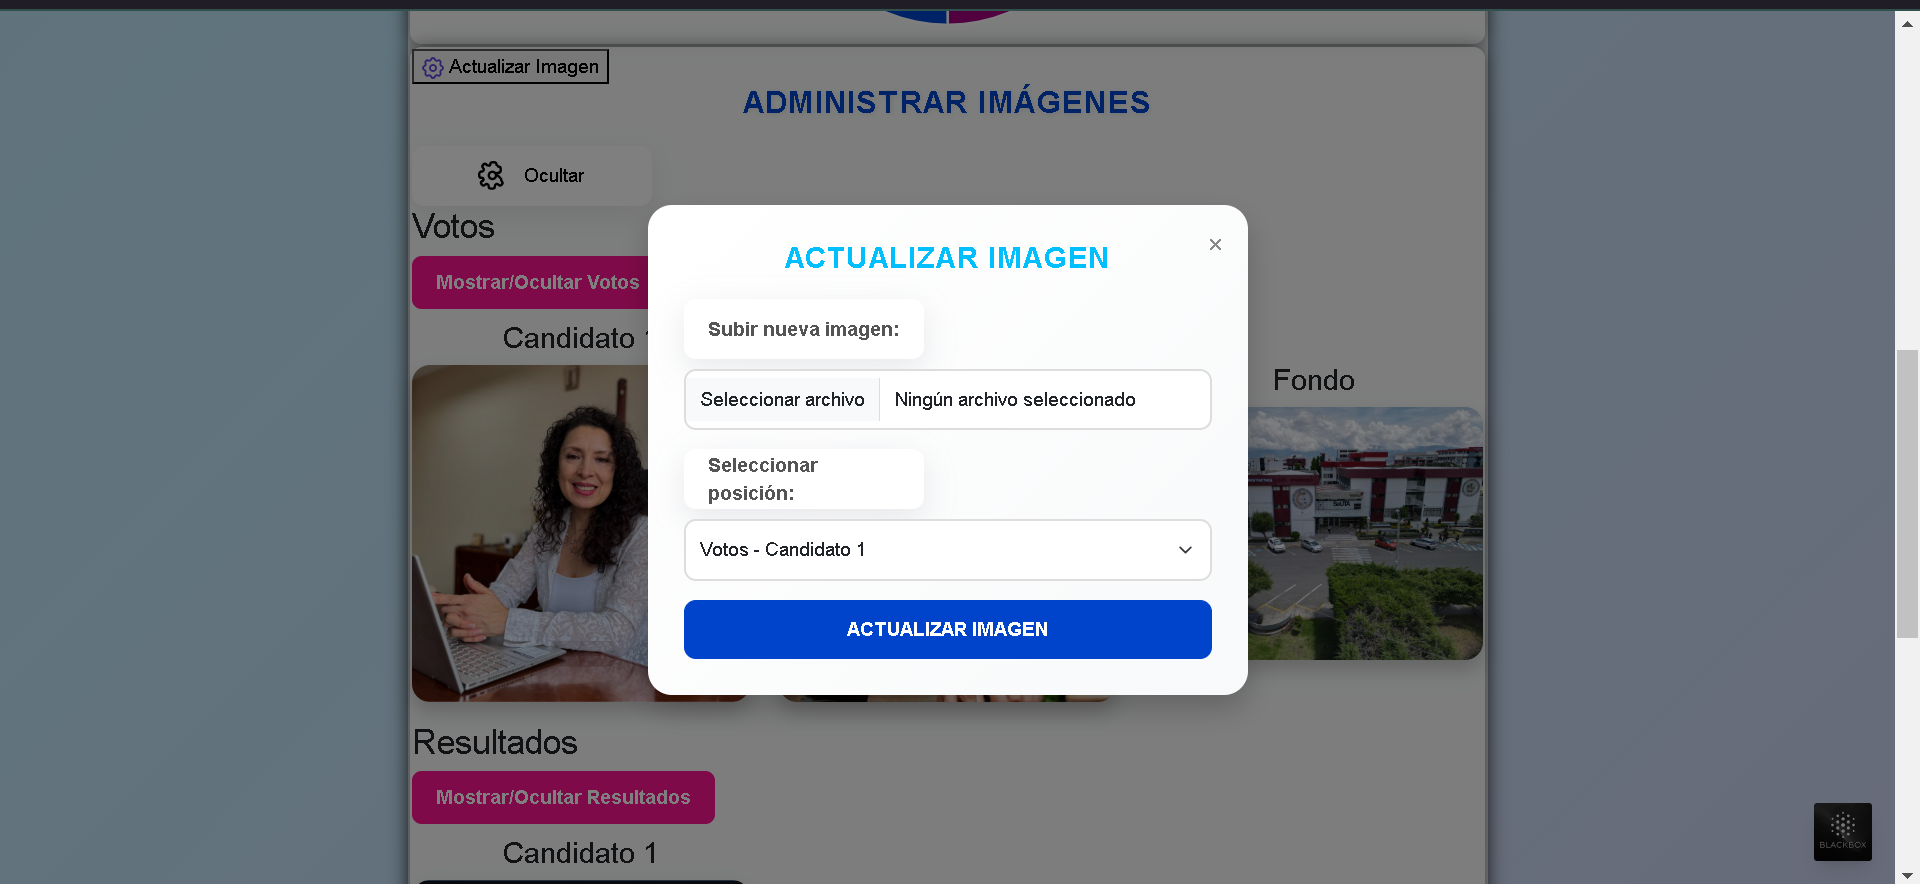 Actualizar Imagen
ADMINISTRAR IMÁGENES
Ocultar
Votos
Mostrar/Ocultar Votos
Candidato 1
ACTUALIZAR IMAGEN
×
Subir nueva imagen:
Seleccionar archivo
Ningún archivo seleccionado
Seleccionar
posición:
Votos - Candidato 1
ACTUALIZAR IMAGEN
Fondo
Resultados
Mostrar/Ocultar Resultados
Candidato 1
BLACKBOX